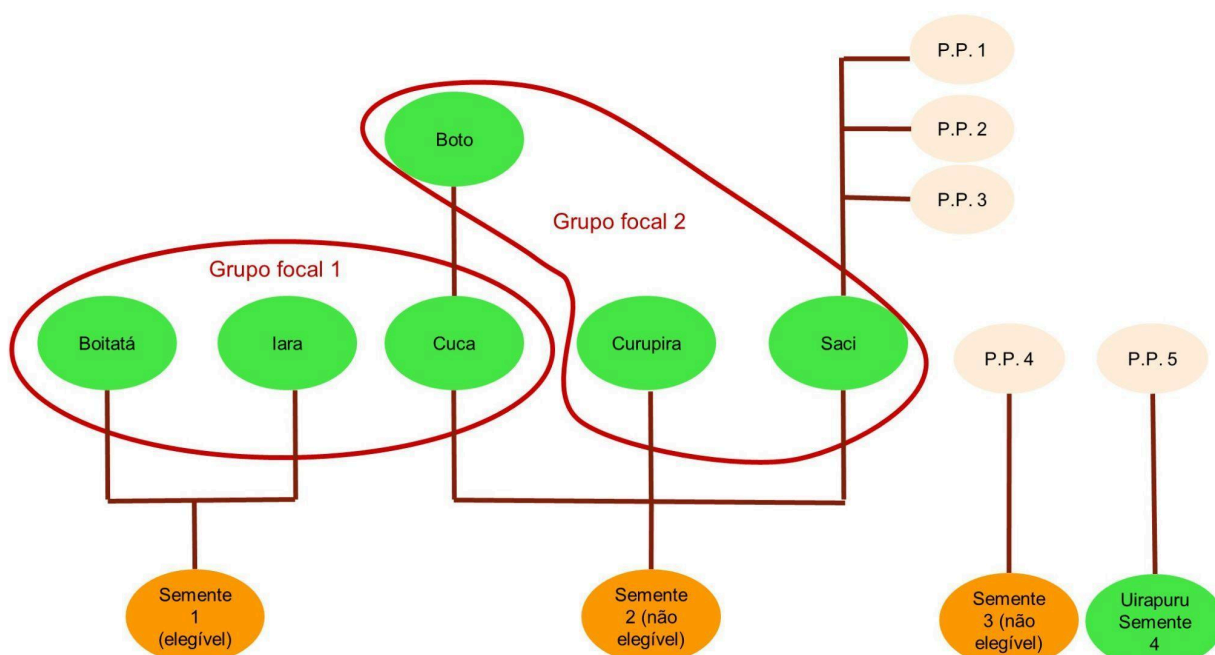 P.P. 1
Boto
P.P. 2
P.P. 3
Grupo focal 2
Grupo focal 1
Boitatá
Iara
Cuca
Curupira
Saci
P.P. 4
P.P. 5
Semente
1
(elegível)
Semente
2 (não
elegível)
Semente
3 (não
elegível)
Uirapuru
Semente
4